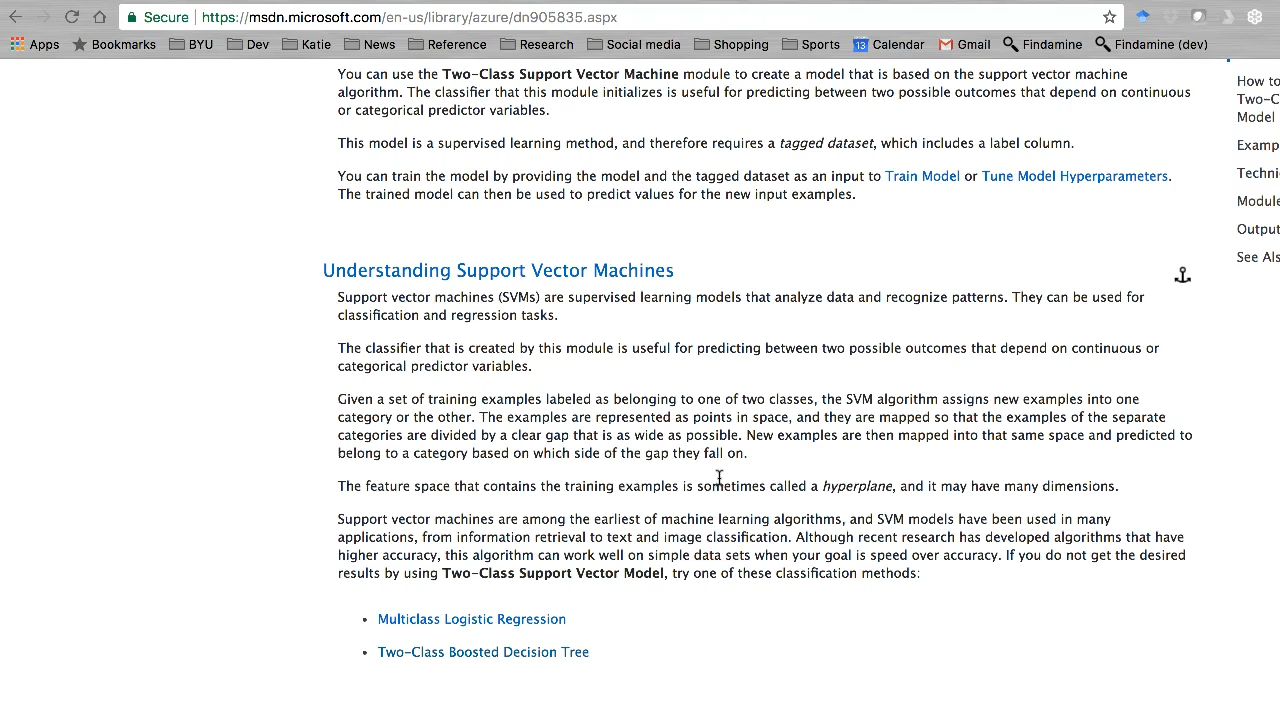 Secure https://msdn.microsoft.com/en-us/library/azure/dn905835.aspx
Apps Bookmarks BYU Dev Katie News Reference Research Social media Shopping Sports 13 Calendar Gmail Findamine Findamine (dev)
You can use the Two-Class Support Vector Machine module to create a model that is based on the support vector machine
algorithm. The classifier that this module initializes is useful for predicting between two possible outcomes that depend on continuous
or categorical predictor variables.
This model is a supervised learning method, and therefore requires a tagged dataset, which includes a label column.
You can train the model by providing the model and the tagged dataset as an input to Train Model or Tune Model Hyperparameters.
The trained model can then be used to predict values for the new input examples.
Understanding Support Vector Machines
Support vector machines (SVMs) are supervised learning models that analyze data and recognize patterns. They can be used for
classification and regression tasks.
The classifier that is created by this module is useful for predicting between two possible outcomes that depend on continuous or
categorical predictor variables.
Given a set of training examples labeled as belonging to one of two classes, the SVM algorithm assigns new examples into one
category or the other. The examples are represented as points in space, and they are mapped so that the examples of the separate
categories are divided by a clear gap that is as wide as possible. New examples are then mapped into that same space and predicted to
belong to a category based on which side of the gap they fall on.
The feature space that contains the training examples is sometimes called a hyperplane, and it may have many dimensions.
Support vector machines are among the earliest of machine learning algorithms, and SVM models have been used in many
applications, from information retrieval to text and image classification. Although recent research has developed algorithms that have
higher accuracy, this algorithm can work well on simple data sets when your goal is speed over accuracy. If you do not get the desired
results by using Two-Class Support Vector Model, try one of these classification methods:
• Multiclass Logistic Regression
• Two-Class Boosted Decision Tree
How to
Two-C
Model
Examp
Techni
Module
Output
See Als